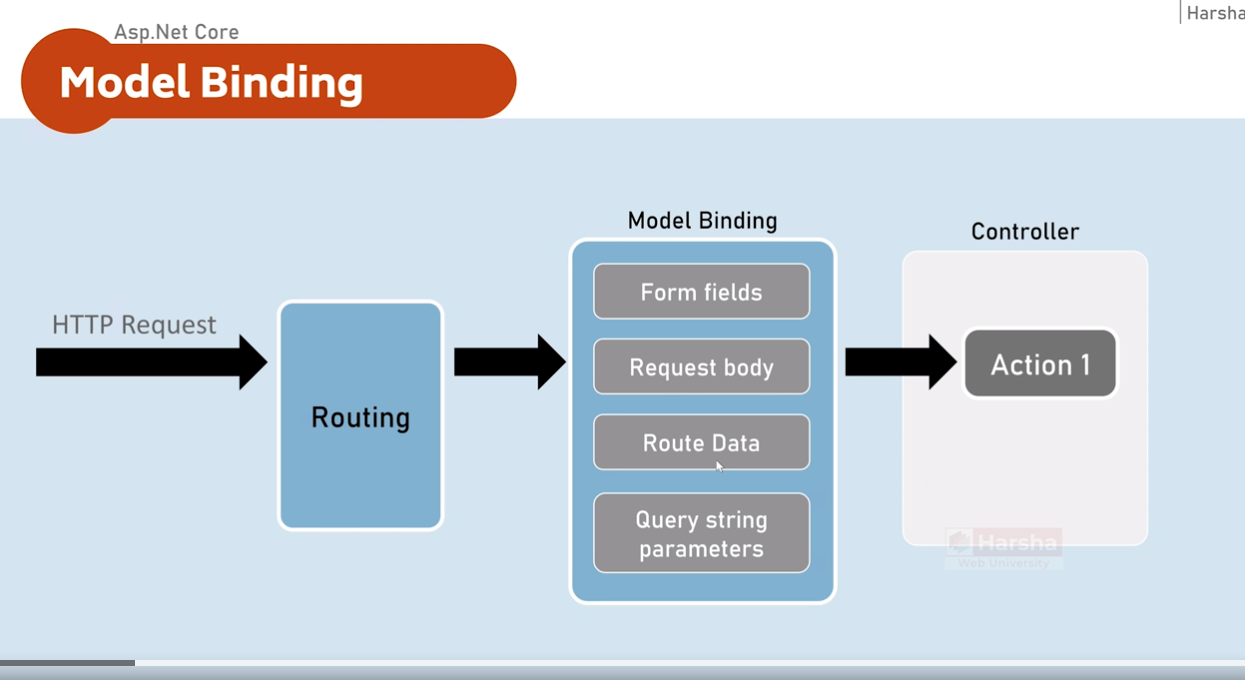 Asp.Net Core
Harsha
Model Binding
Model Binding
Controller
HTTP Request
Routing
Form fields
Request body
Route Data
Query string
parameters
Action 1
Harsha
Web University